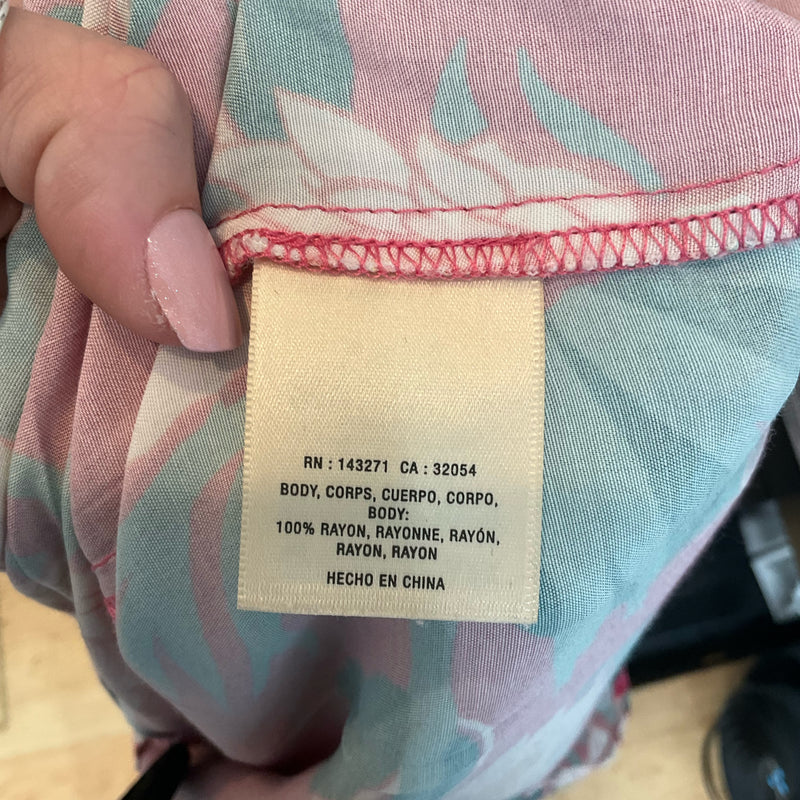 RN : 143271 CA : 32054
BODY, CORPS, CUERPO, CORPO,
BODY:
100% RAYON, RAYONNE, RAYÓN,
RAYON, RAYON
HECHO EN CHINA